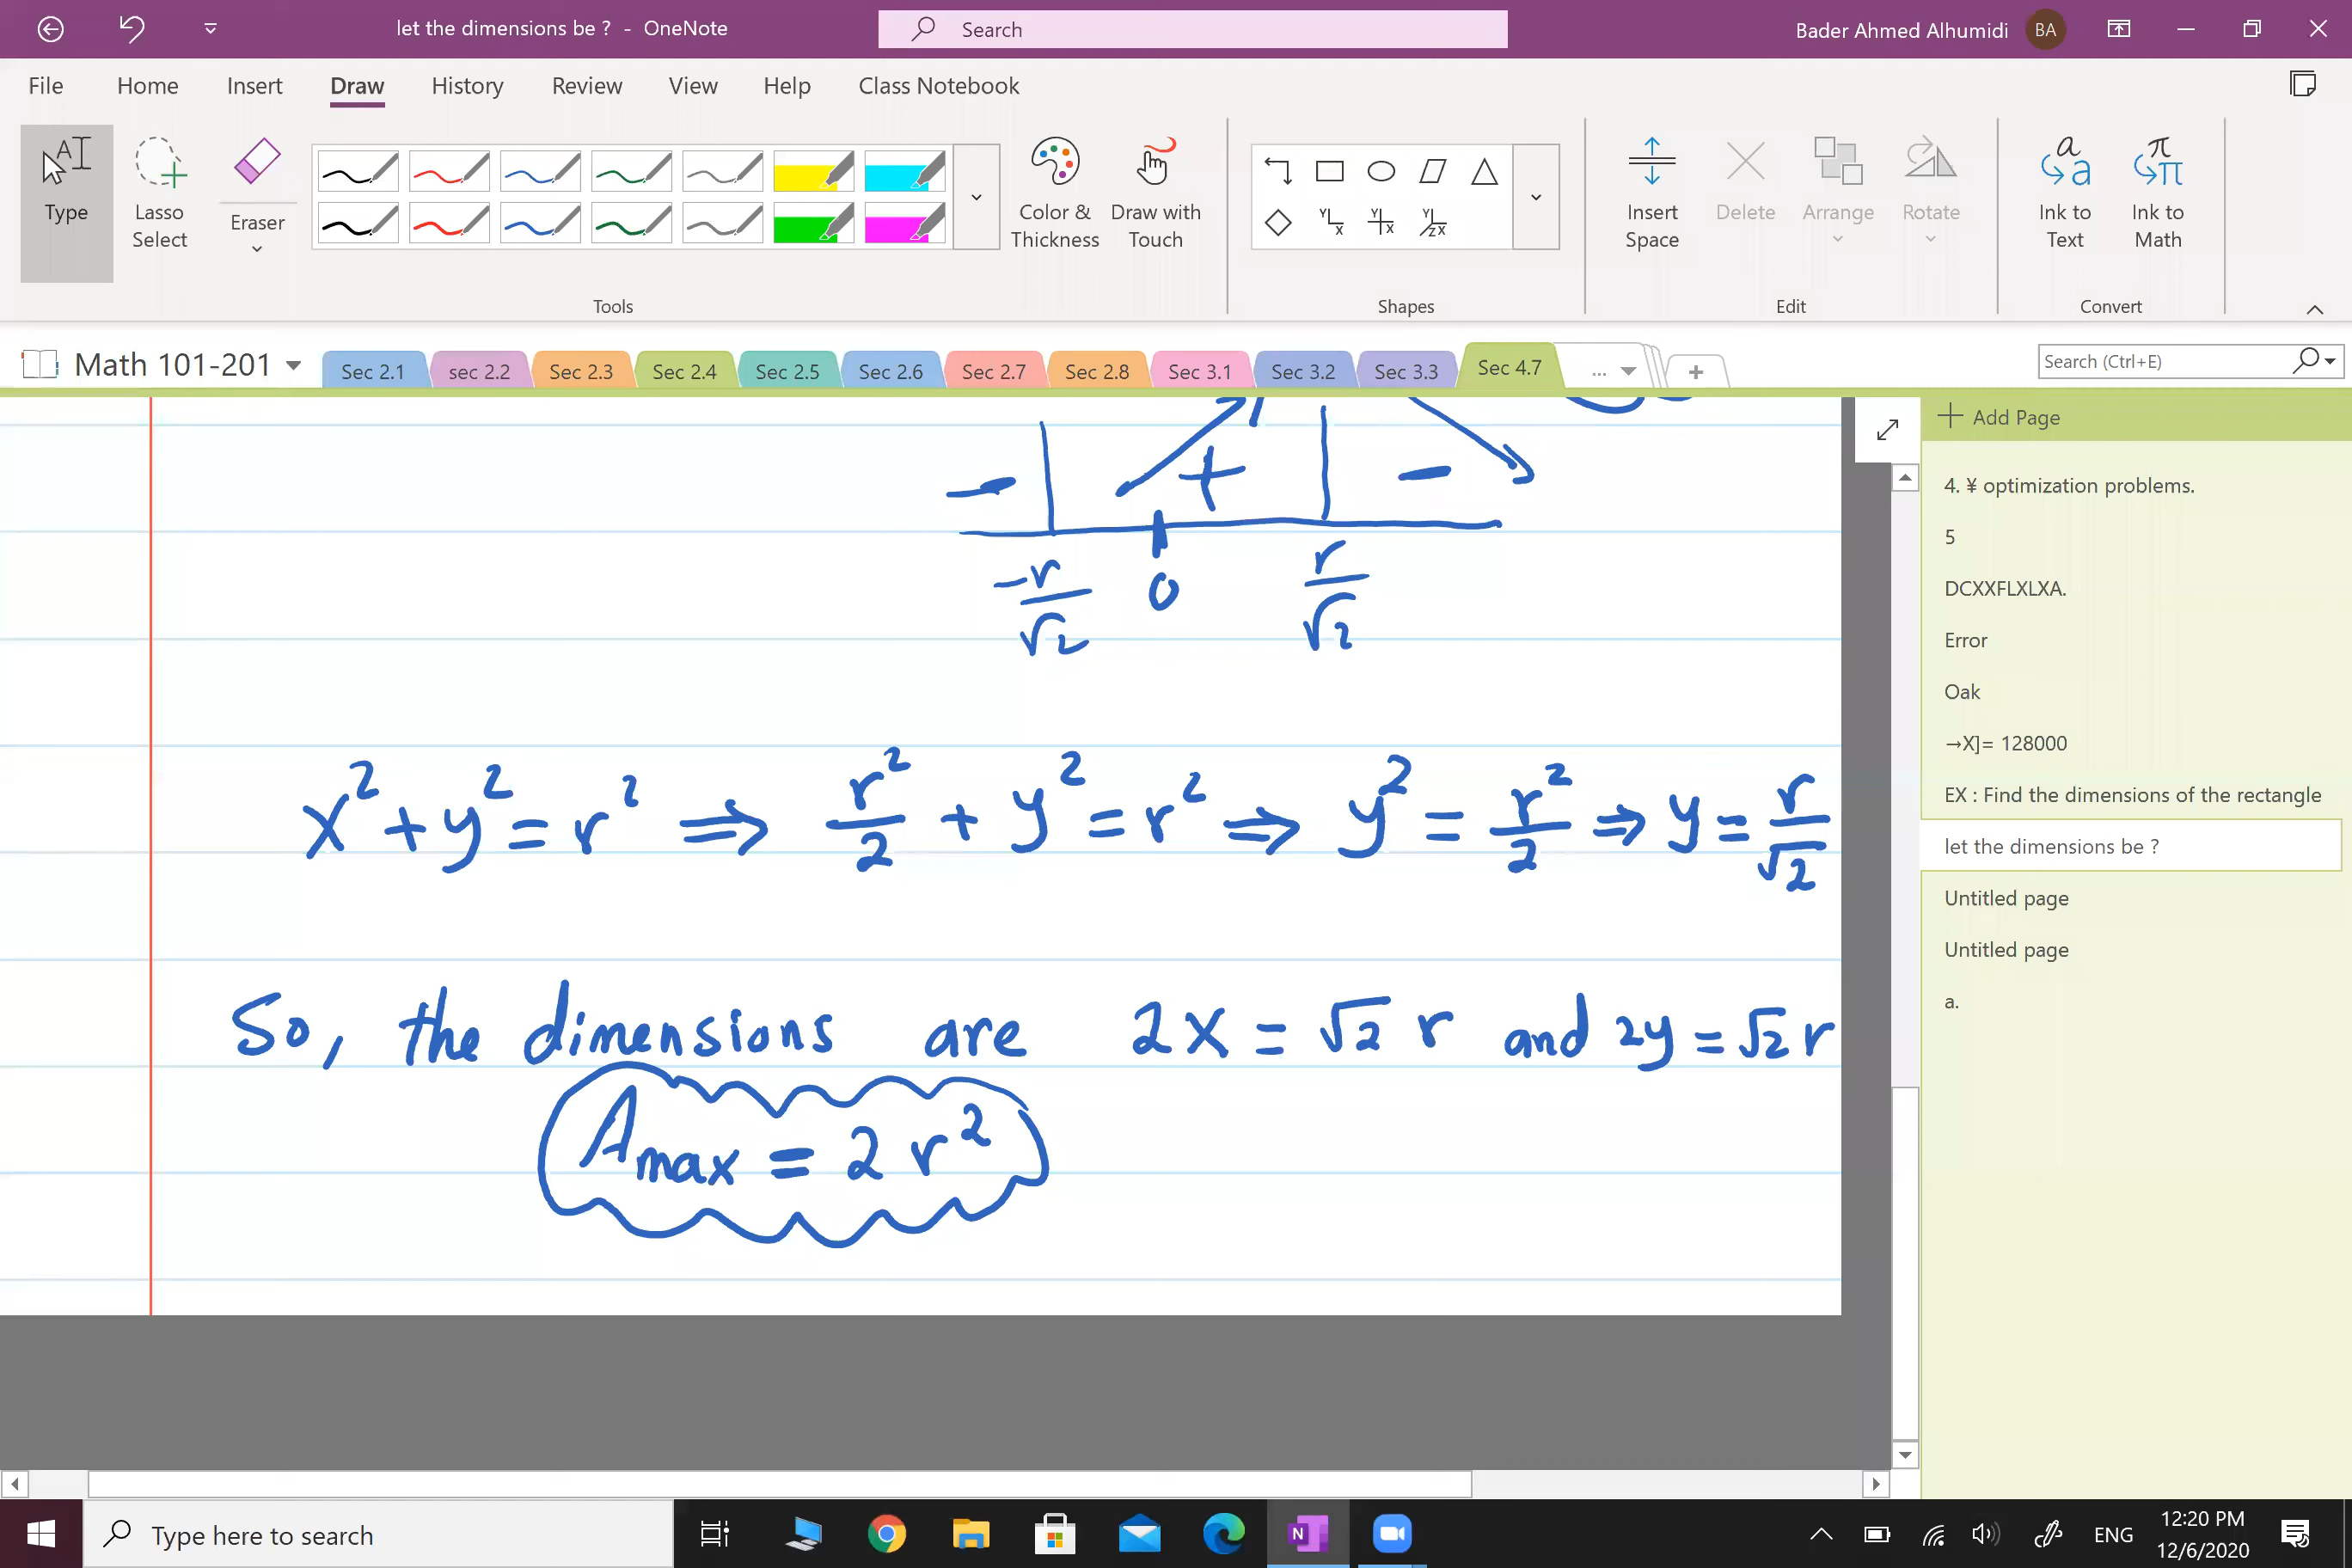 let the dimensions be ? - OneNote
Search
Bader Ahmed Alhumidi BA
File Home Insert Draw History Review View Help Class Notebook
Type
Lasso Select
Eraser
Color & Thickness
Draw with Touch
Insert Space
Delete
Arrange
Rotate
Ink to Text
Ink to Math
Tools Shapes Edit Convert
Math 101-201 Sec 2.1 sec 2.2 Sec 2.3 Sec 2.4 Sec 2.5 Sec 2.6 Sec 2.7 Sec 2.8 Sec 3.1 Sec 3.2 Sec 3.3 Sec 4.7 ... +
Search (Ctrl+E)
- + -
-r/√2 0 r/√2
x² + y² = r² ⇒ r²/2 + y² = r² ⇒ y² = r²/2 ⇒ y = r/√2
So, the dimensions are 2x = √2 r and 2y = √2 r
Amax = 2 r²
Add Page
4. ¥ optimization problems.
5
DCXXFLXLXA.
Error
Oak
→X]= 128000
EX : Find the dimensions of the rectangle
let the dimensions be ?
Untitled page
Untitled page
a.
Type here to search
ENG
12:20 PM
12/6/2020